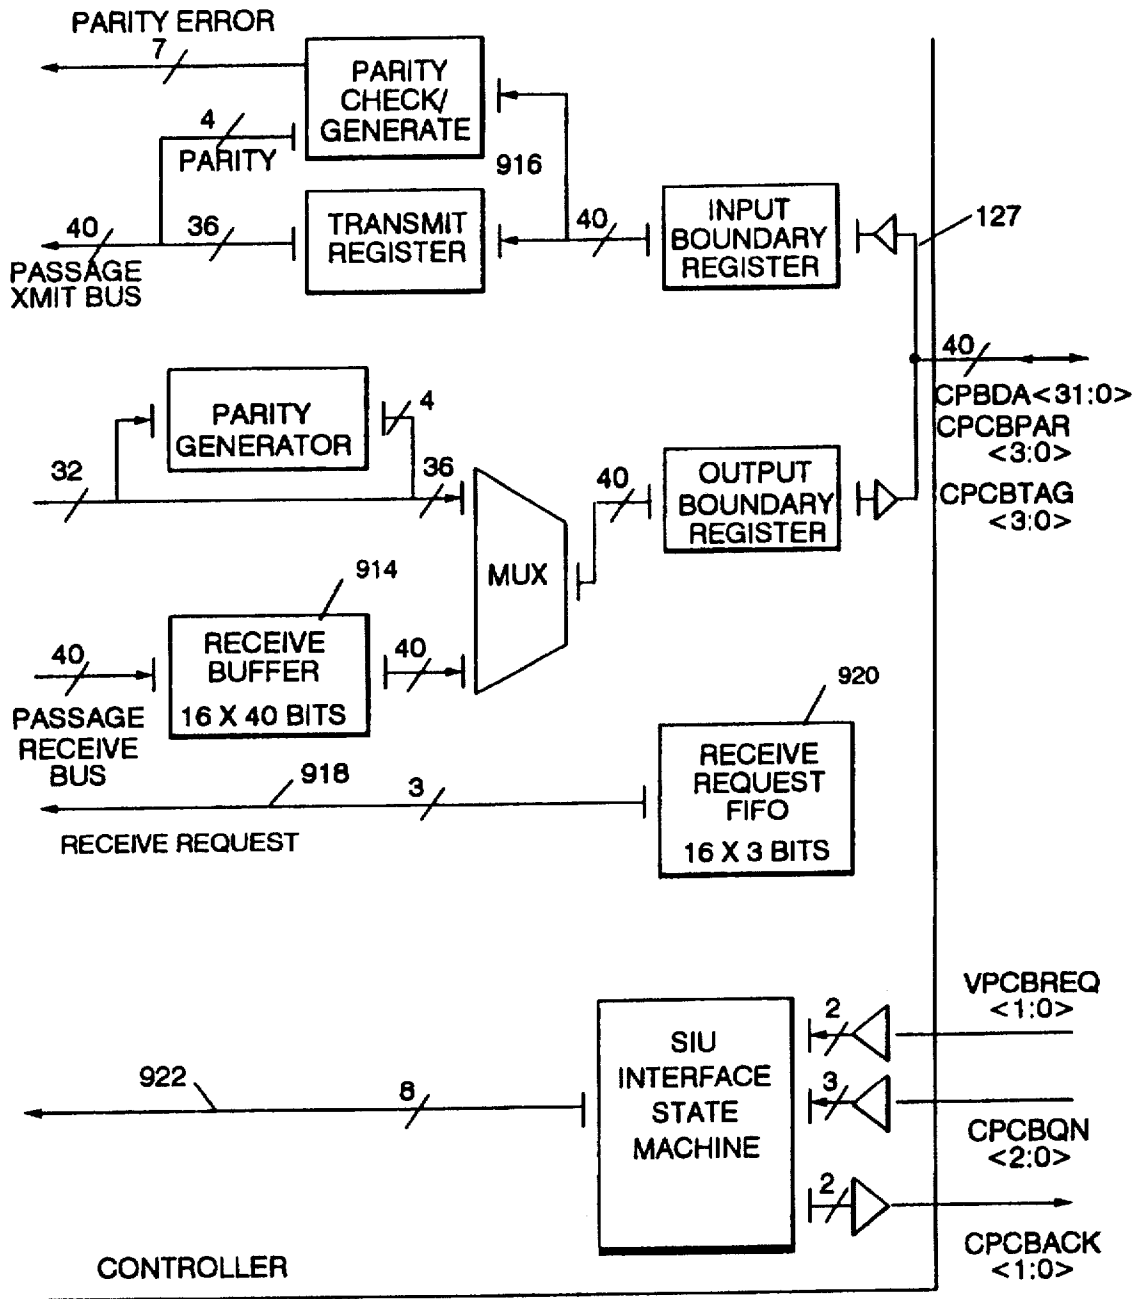 PARITY ERROR
7
PARITY
CHECK/
GENERATE
4
PARITY
916
40
36
PASSAGE
XMIT BUS
TRANSMIT
REGISTER
40
INPUT
BOUNDARY
REGISTER
127
40
CPBDA<31:0>
CPCBPAR
<3:0>
CPCBTAG
<3:0>
PARITY
GENERATOR
4
32
36
MUX
40
OUTPUT
BOUNDARY
REGISTER
914
40
PASSAGE
RECEIVE
BUS
RECEIVE
BUFFER
16 X 40 BITS
40
920
RECEIVE
REQUEST
FIFO
16 X 3 BITS
918
3
RECEIVE REQUEST
922
8
SIU
INTERFACE
STATE
MACHINE
2
VPCBREQ
<1:0>
3
CPCBQN
<2:0>
2
CPCBACK
<1:0>
CONTROLLER